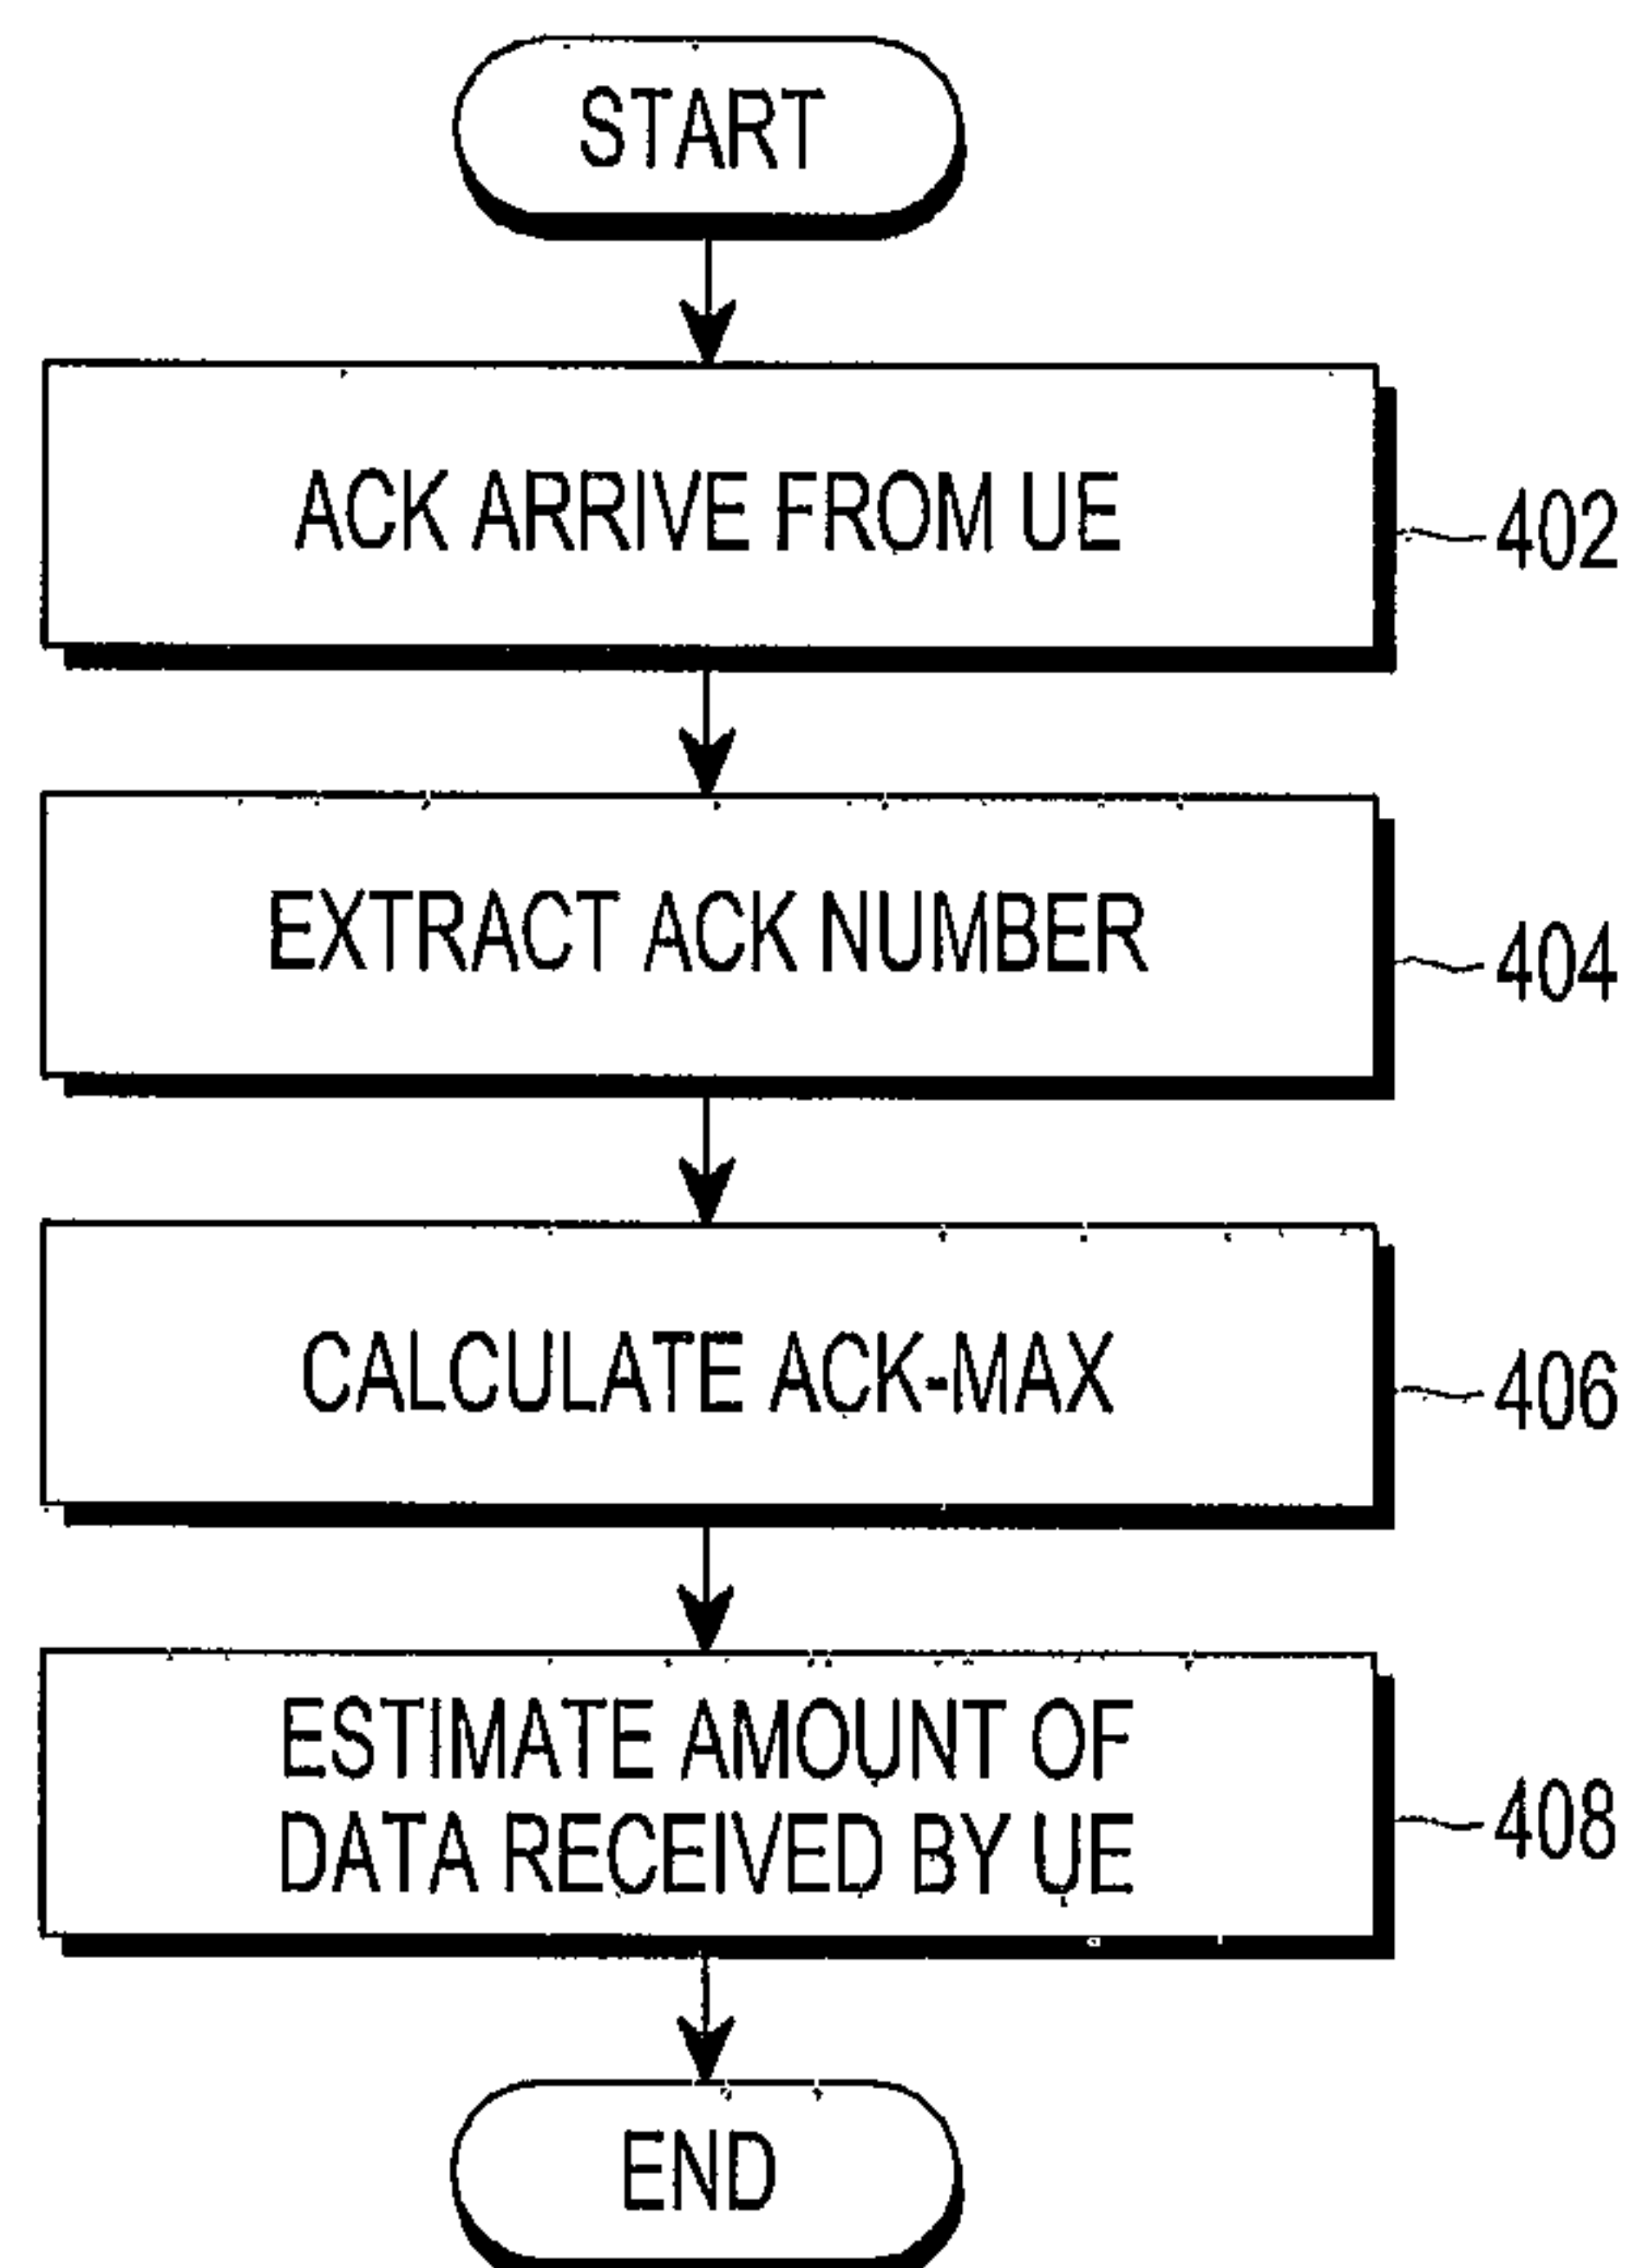 START
ACK ARRIVE FROM UE
402
EXTRACT ACK NUMBER
404
CALCULATE ACK-MAX
406
ESTIMATE AMOUNT OF
DATA RECEIVED BY UE
408
END